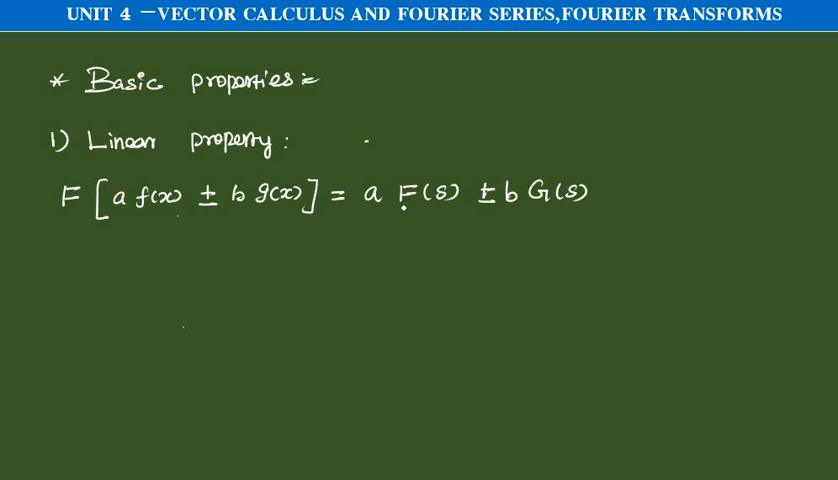 UNIT 4 —VECTOR CALCULUS AND FOURIER SERIES,FOURIER TRANSFORMS
* Basic properties:-
1) Linear property:
F[a f(x) ± b g(x)] = a F(s) ± b G(s)